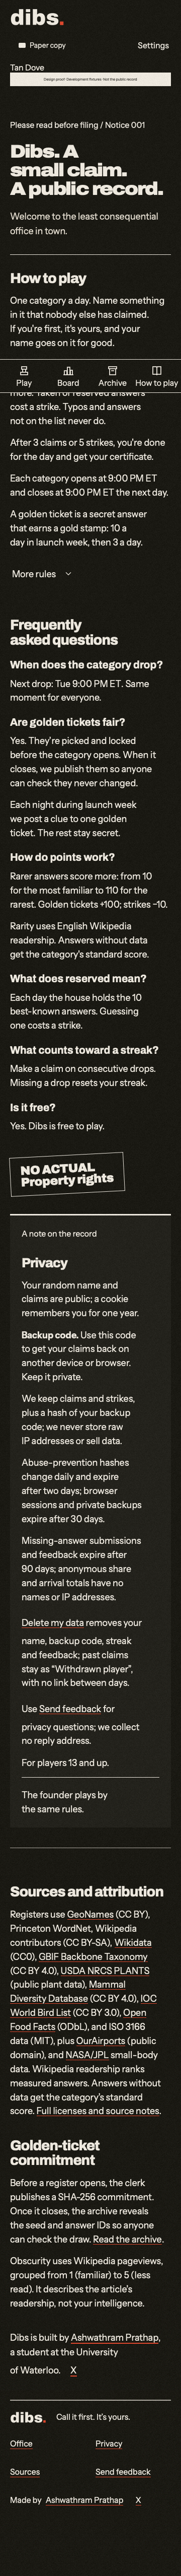 dibs.
Paper copy
Settings
Tan Dove
Design proof · Development fixtures · Not the public record.
Please read before filing / Notice 001
Dibs. A
small claim.
A public record.
Welcome to the least consequential
office in town.
How to play
One category a day. Name something
in it that nobody else has claimed.
If you're first, it's yours, and your
name goes on it for good.
Play
Board
Archive
How to play
more. Taken or reserved answers
cost a strike. Typos and answers
not on the list never do.
After 3 claims or 5 strikes, you're done
for the day and get your certificate.
Each category opens at 9:00 PM ET
and closes at 9:00 PM ET the next day.
A golden ticket is a secret answer
that earns a gold stamp: 10 a
day in launch week, then 3 a day.
More rules
Frequently
asked questions
When does the category drop?
Next drop: Tue 9:00 PM ET. Same
moment for everyone.
Are golden tickets fair?
Yes. They're picked and locked
before the category opens. When it
closes, we publish them so anyone
can check they never changed.
Each night during launch week
we post a clue to one golden
ticket. The rest stay secret.
How do points work?
Rarer answers score more: from 10
for the most familiar to 110 for the
rarest. Golden tickets +100; strikes −10.
Rarity uses English Wikipedia
readership. Answers without data
get the category's standard score.
What does reserved mean?
Each day the house holds the 10
best-known answers. Guessing
one costs a strike.
What counts toward a streak?
Make a claim on consecutive drops.
Missing a drop resets your streak.
Is it free?
Yes. Dibs is free to play.
NO ACTUAL
Property rights
A note on the record
Privacy
Your random name and
claims are public; a cookie
remembers you for one year.
Backup code. Use this code
to get your claims back on
another device or browser.
Keep it private.
We keep claims and strikes,
plus a hash of your backup
code; we never store raw
IP addresses or sell data.
Abuse-prevention hashes
change daily and expire
after two days; browser
sessions and private backups
expire after 30 days.
Missing-answer submissions
and feedback expire after
90 days; anonymous share
and arrival totals have no
names or IP addresses.
Delete my data removes your
name, backup code, streak
and feedback; past claims
stay as “Withdrawn player”,
with no link between days.
Use Send feedback for
privacy questions; we collect
no reply address.
For players 13 and up.
The founder plays by
the same rules.
Sources and attribution
Registers use GeoNames (CC BY),
Princeton WordNet, Wikipedia
contributors (CC BY-SA), Wikidata
(CC0), GBIF Backbone Taxonomy
(CC BY 4.0), USDA NRCS PLANTS
(public plant data), Mammal
Diversity Database (CC BY 4.0), IOC
World Bird List (CC BY 3.0), Open
Food Facts (ODbL), and ISO 3166
data (MIT), plus OurAirports (public
domain), and NASA/JPL small-body
data. Wikipedia readership ranks
measured answers. Answers without
data get the category's standard
score. Full licenses and source notes.
Golden-ticket
commitment
Before a register opens, the clerk
publishes a SHA-256 commitment.
Once it closes, the archive reveals
the seed and answer IDs so anyone
can check the draw. Read the archive.
Obscurity uses Wikipedia pageviews,
grouped from 1 (familiar) to 5 (less
read). It describes the article's
readership, not your intelligence.
Dibs is built by Ashwathram Prathap,
a student at the University
of Waterloo. X
dibs. Call it first. It's yours.
Office
Privacy
Sources
Send feedback
Made by Ashwathram Prathap X